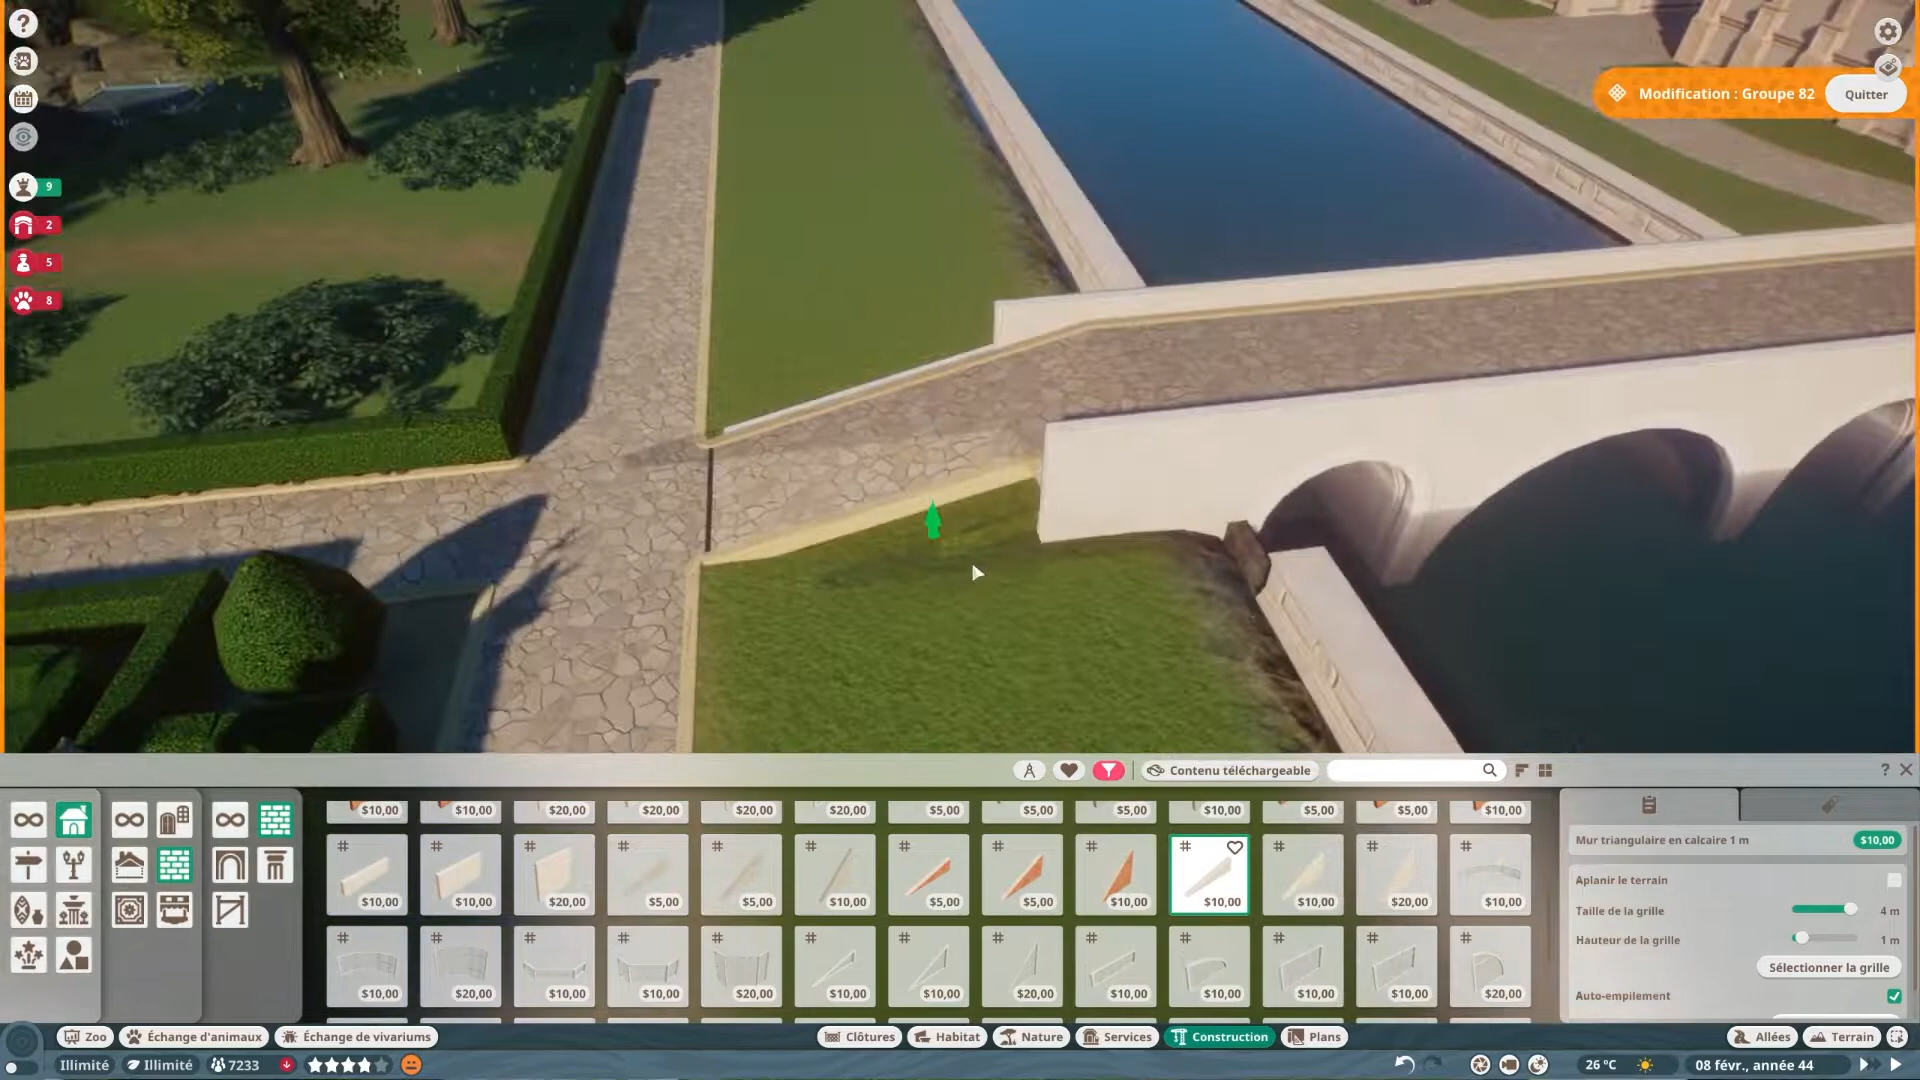 ?
Modification : Groupe 82
Quitter
9
2
5
8
Contenu téléchargeable
?
$10,00 $10,00 $20,00 $20,00 $20,00 $20,00 $5,00 $5,00 $5,00 $10,00 $5,00 $5,00 $10,00
$10,00 $10,00 $20,00 $5,00 $5,00 $10,00 $5,00 $5,00 $10,00 $10,00 $10,00 $20,00 $10,00
$10,00 $20,00 $10,00 $10,00 $20,00 $10,00 $10,00 $20,00 $10,00 $10,00 $10,00 $10,00 $20,00
Mur triangulaire en calcaire 1 m $10,00
Aplanir le terrain
Taille de la grille 4 m
Hauteur de la grille 1 m
Sélectionner la grille
Auto-empilement
Zoo Échange d'animaux Échange de vivariums Clôtures Habitat Nature Services Construction Plans Allées Terrain
Illimité Illimité 7233 26 °C 08 févr., année 44